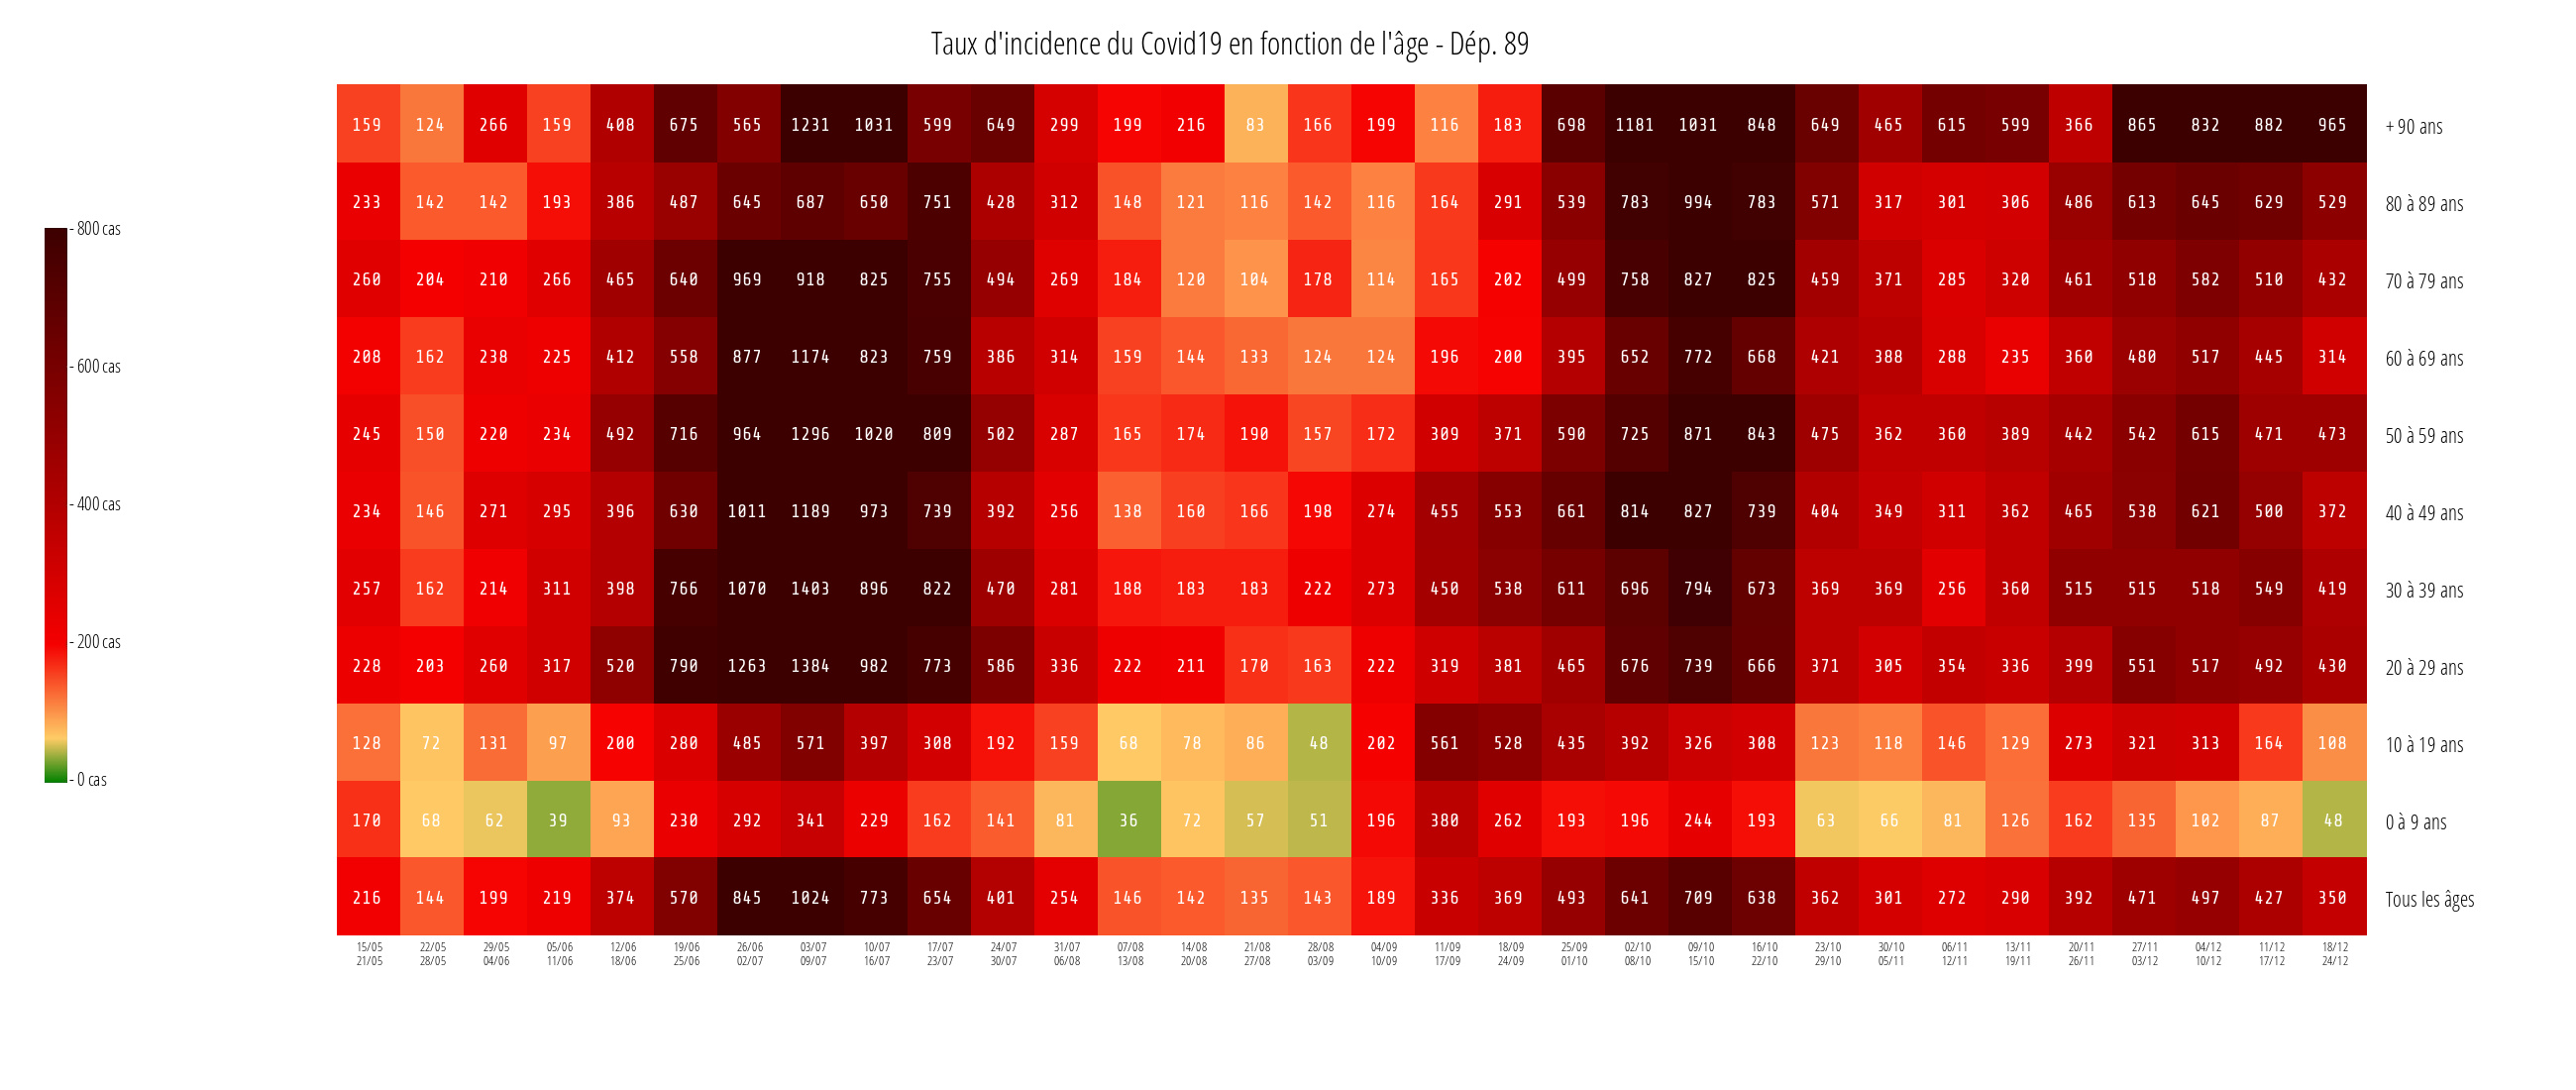 Taux d'incidence du Covid19 en fonction de l'âge - Dép. 89
159 124 266 159 408 675 565 1231 1031 599 649 299 199 216 83 166 199 116 183 698 1181 1031 848 649 465 615 599 366 865 832 882 965 + 90 ans
233 142 142 193 386 487 645 687 650 751 428 312 148 121 116 142 116 164 291 539 783 994 783 571 317 301 306 486 613 645 629 529 80 à 89 ans
- 800 cas
260 204 210 266 465 640 969 918 825 755 494 269 184 120 104 178 114 165 202 499 758 827 825 459 371 285 320 461 518 582 510 432 70 à 79 ans
208 162 238 225 412 558 877 1174 823 759 386 314 159 144 133 124 124 196 200 395 652 772 668 421 388 288 235 360 480 517 445 314 60 à 69 ans
- 600 cas
245 150 220 234 492 716 964 1296 1020 809 502 287 165 174 190 157 172 309 371 590 725 871 843 475 362 360 389 442 542 615 471 473 50 à 59 ans
- 400 cas
234 146 271 295 396 630 1011 1189 973 739 392 256 138 160 166 198 274 455 553 661 814 827 739 404 349 311 362 465 538 621 500 372 40 à 49 ans
257 162 214 311 398 766 1070 1403 896 822 470 281 188 183 183 222 273 450 538 611 696 794 673 369 369 256 360 515 515 518 549 419 30 à 39 ans
- 200 cas
228 203 260 317 520 790 1263 1384 982 773 586 336 222 211 170 163 222 319 381 465 676 739 666 371 305 354 336 399 551 517 492 430 20 à 29 ans
128 72 131 97 200 280 485 571 397 308 192 159 68 78 86 48 202 561 528 435 392 326 308 123 118 146 129 273 321 313 164 108 10 à 19 ans
- 0 cas
170 68 62 39 93 230 292 341 229 162 141 81 36 72 57 51 196 380 262 193 196 244 193 63 66 81 126 162 135 102 87 48 0 à 9 ans
216 144 199 219 374 570 845 1024 773 654 401 254 146 142 135 143 189 336 369 493 641 709 638 362 301 272 290 392 471 497 427 350 Tous les âges
15/05 22/05 29/05 05/06 12/06 19/06 26/06 03/07 10/07 17/07 24/07 31/07 07/08 14/08 21/08 28/08 04/09 11/09 18/09 25/09 02/10 09/10 16/10 23/10 30/10 06/11 13/11 20/11 27/11 04/12 11/12 18/12
21/05 28/05 04/06 11/06 18/06 25/06 02/07 09/07 16/07 23/07 30/07 06/08 13/08 20/08 27/08 03/09 10/09 17/09 24/09 01/10 08/10 15/10 22/10 29/10 05/11 12/11 19/11 26/11 03/12 10/12 17/12 24/12